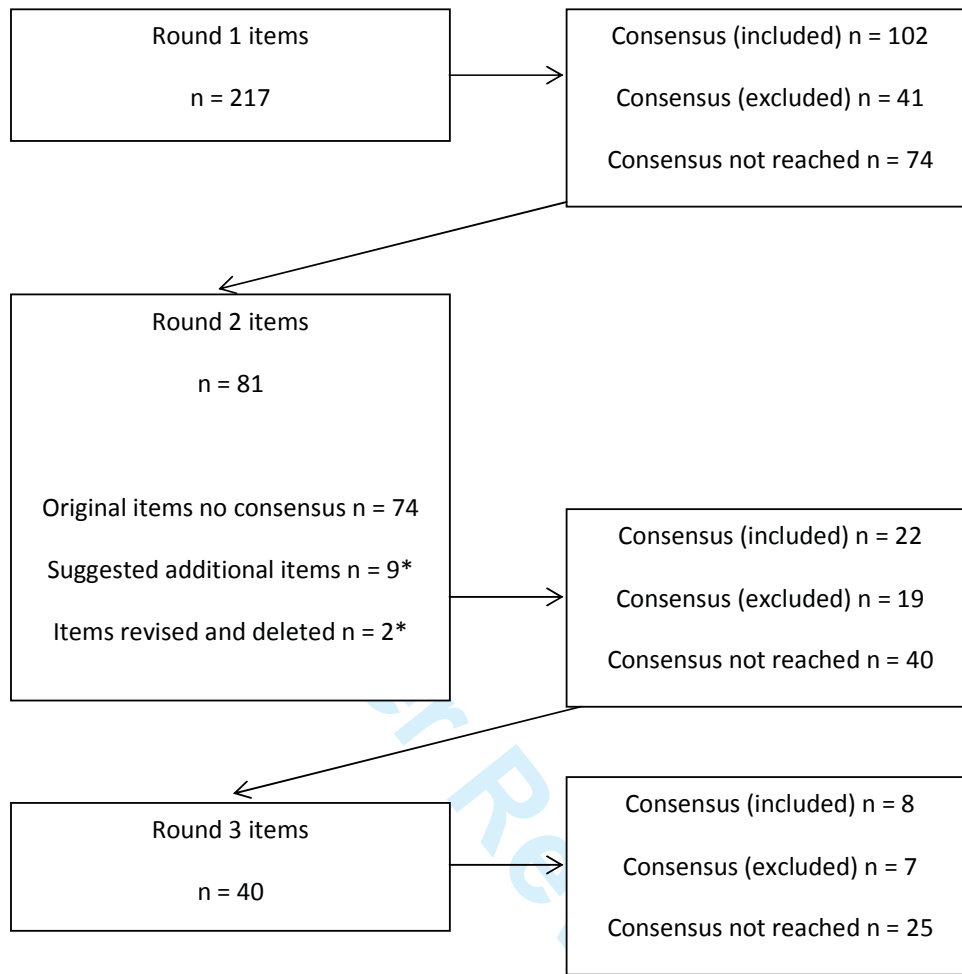 Round 1 items
n = 217
Consensus (included) n = 102
Consensus (excluded) n = 41
Consensus not reached n = 74
Round 2 items
n = 81
Original items no consensus n = 74
Suggested additional items n = 9*
Items revised and deleted n = 2*
Consensus (included) n = 22
Consensus (excluded) n = 19
Consensus not reached n = 40
Round 3 items
n = 40
Consensus (included) n = 8
Consensus (excluded) n = 7
Consensus not reached n = 25